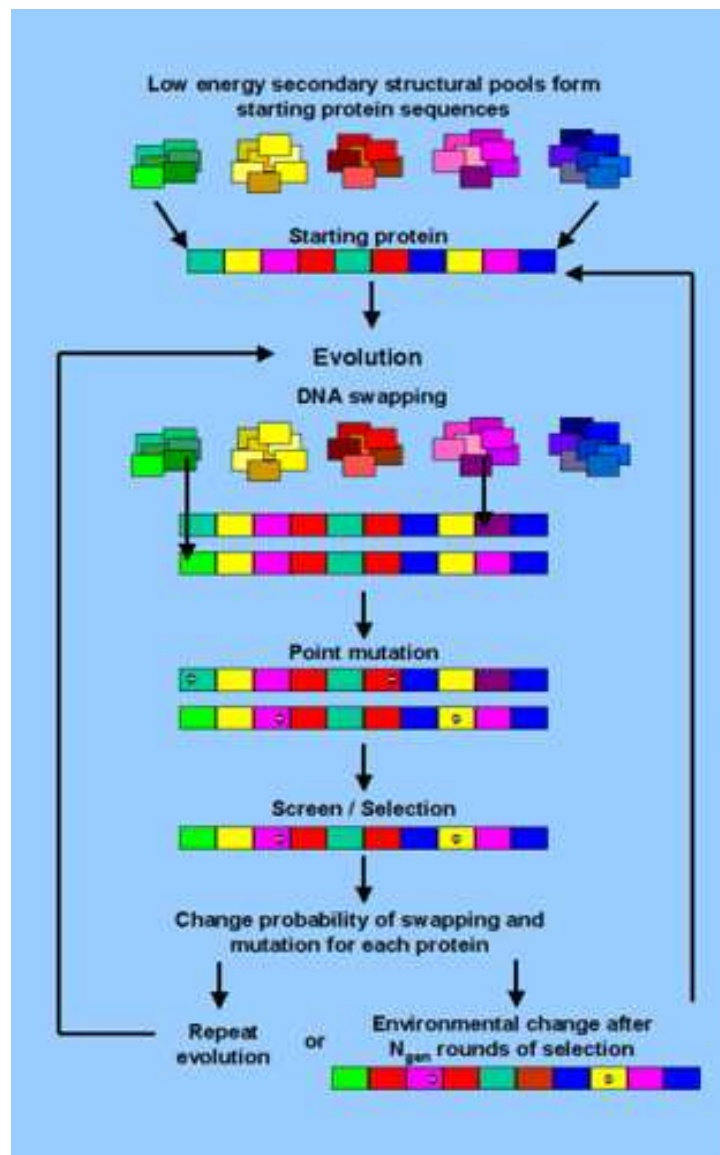 Low energy secondary structural pools form
starting protein sequences
Starting protein
Evolution
DNA swapping
Point mutation
Screen / Selection
Change probability of swapping and
mutation for each protein
Repeat
evolution
or
Environmental change after
Ngen rounds of selection